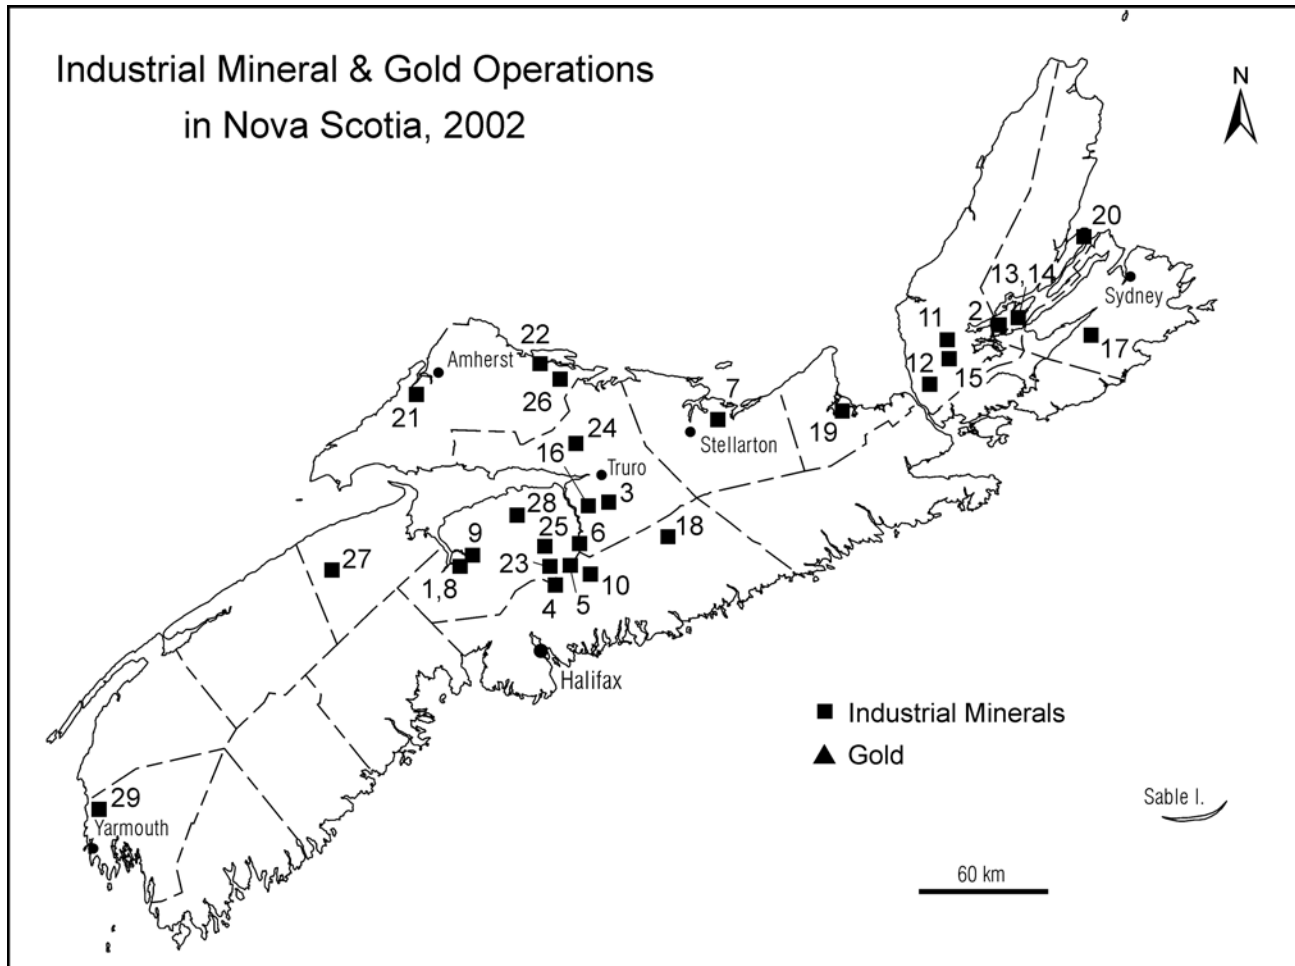 Industrial Mineral & Gold Operations
in Nova Scotia, 2002
N
20
13,14
Sydney
2
11
17
12
15
22
Amherst
7
26
21
19
24
Stellarton
16
Truro
3
28
18
25
6
9
27
23
1,8
10
5
4
Halifax
Industrial Minerals
Gold
Sable I.
29
Yarmouth
60 km